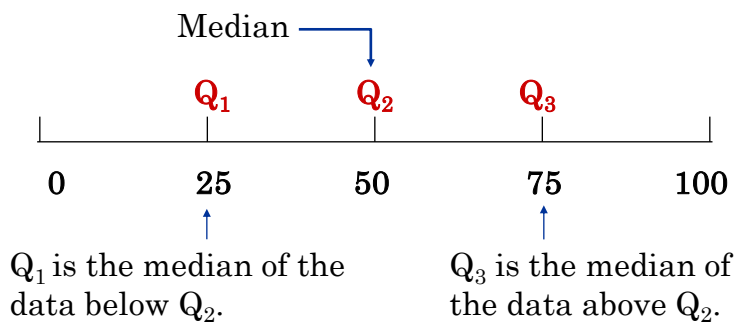 Median
Q₁ Q₂ Q₃
0 25 50 75 100
Q₁ is the median of the
data below Q₂.
Q₃ is the median of
the data above Q₂.